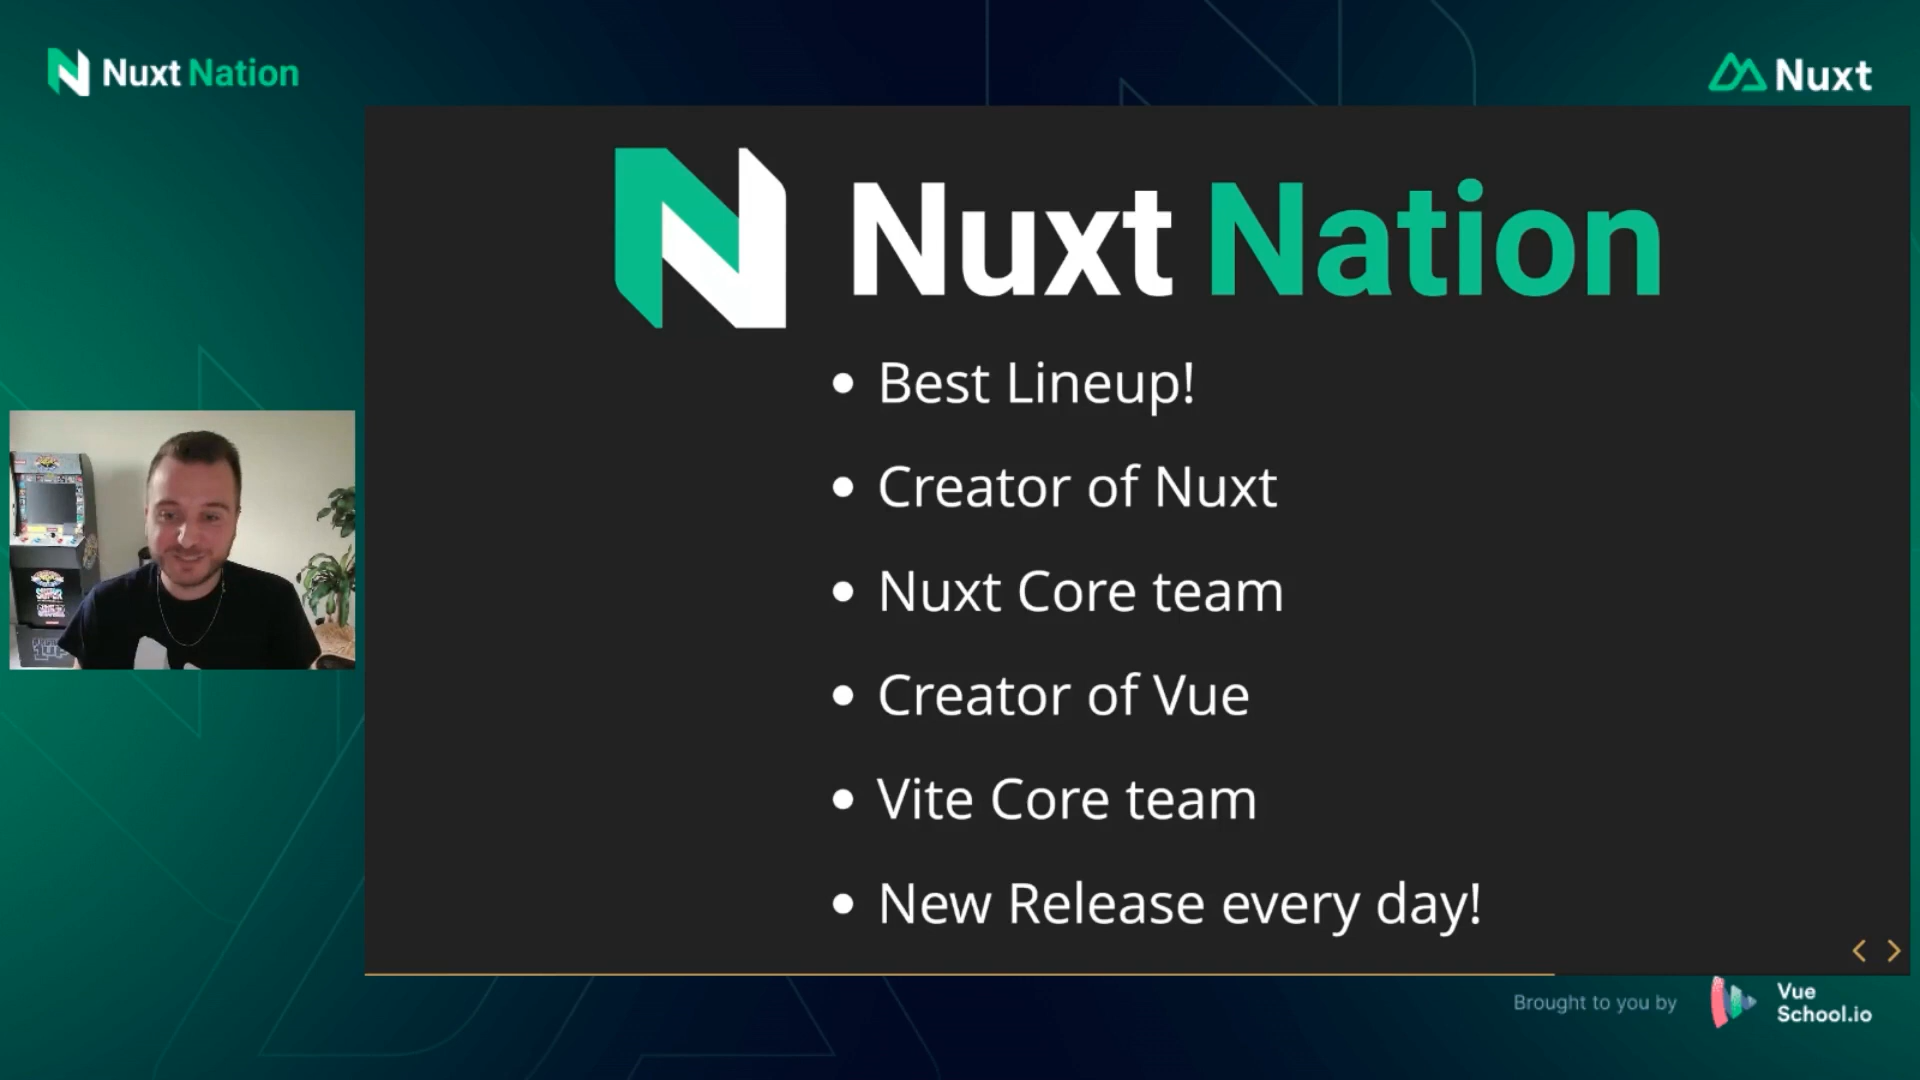 Nuxt Nation
Nuxt
Nuxt Nation
Best Lineup!
Creator of Nuxt
Nuxt Core team
Creator of Vue
Vite Core team
New Release every day!
Brought to you by
Vue
School.io